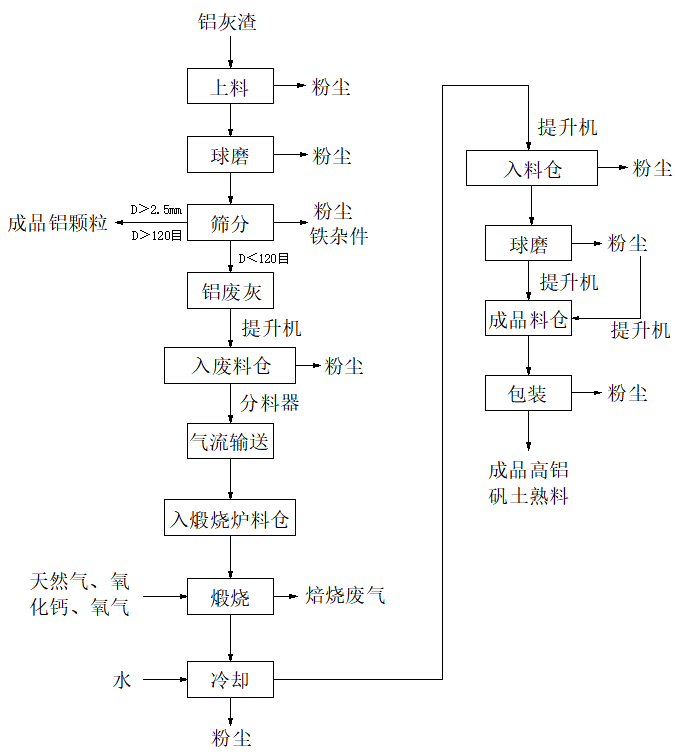 铝灰渣
上料
粉尘
球磨
粉尘
D＞2.5mm
成品铝颗粒
D＞120目
筛分
粉尘
铁杂件
D＜120目
铝废灰
提升机
入废料仓
粉尘
分料器
气流输送
入煅烧炉料仓
天然气、氧
化钙、氧气
煅烧
焙烧废气
水
冷却
粉尘
提升机
入料仓
粉尘
球磨
粉尘
提升机
成品料仓
提升机
包装
粉尘
成品高铝
矾土熟料